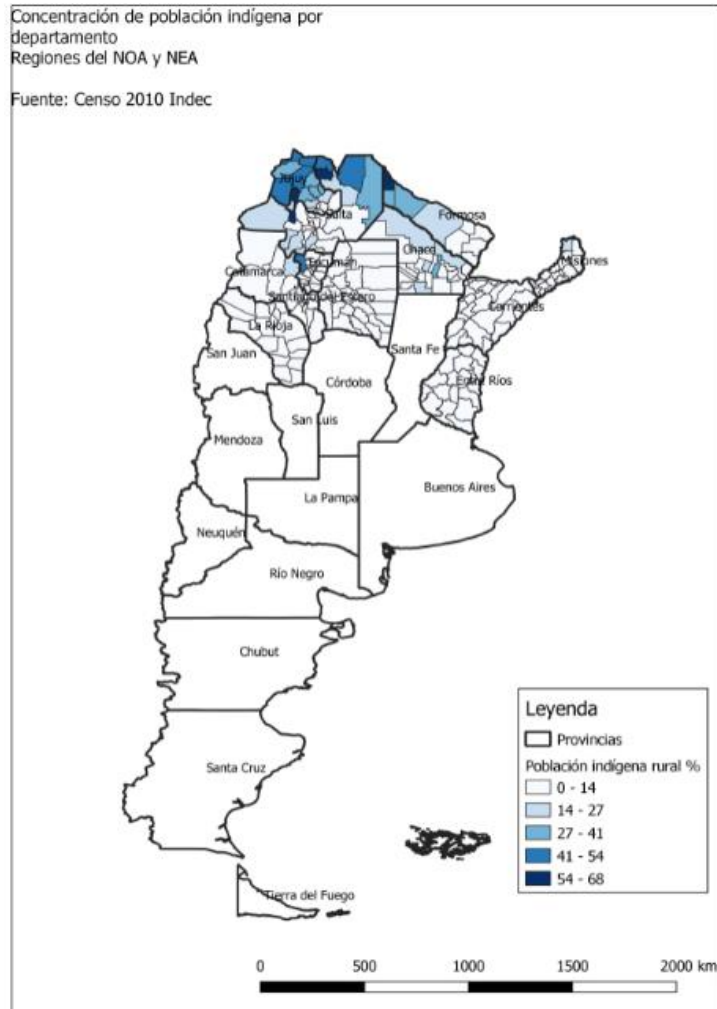 Concentración de población indígena por
departamento
Regiones del NOA y NEA
Fuente: Censo 2010 Indec
Jujuy
Salta
Formosa
Chaco
Misiones
Tucumán
Catamarca
Santiago del Estero
Corrientes
La Rioja
San Juan
Santa Fe
Entre Ríos
Córdoba
San Luis
Mendoza
La Pampa
Buenos Aires
Neuquén
Río Negro
Chubut
Santa Cruz
Tierra del Fuego
Leyenda
Provincias
Población indígena rural %
0 - 14
14 - 27
27 - 41
41 - 54
54 - 68
0 500 1000 1500 2000 km